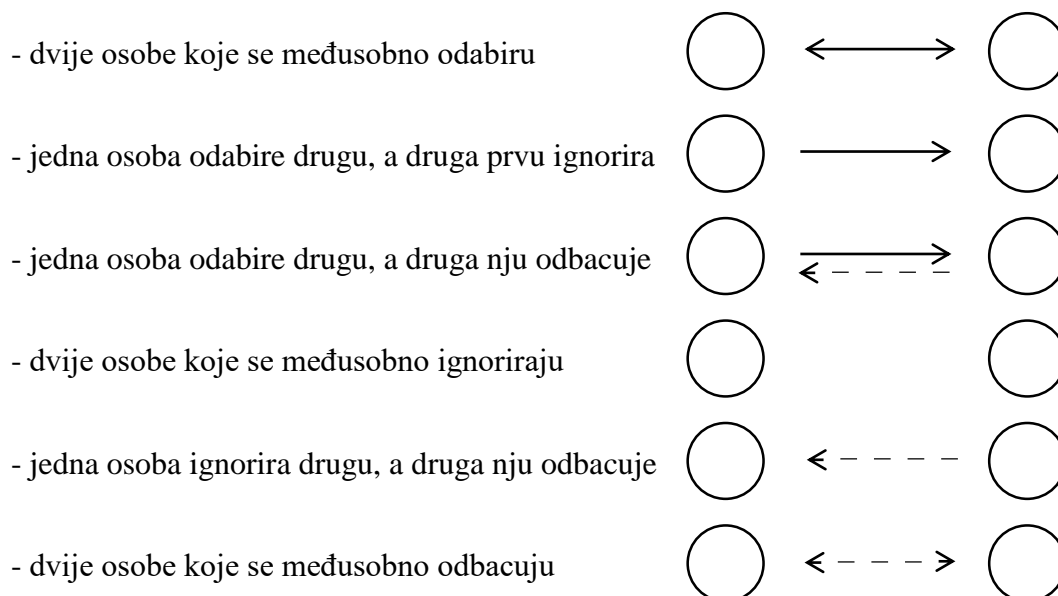 - dvije osobe koje se međusobno odabiru
- jedna osoba odabire drugu, a druga prvu ignorira
- jedna osoba odabire drugu, a druga nju odbacuje
- dvije osobe koje se međusobno ignoriraju
- jedna osoba ignorira drugu, a druga nju odbacuje
- dvije osobe koje se međusobno odbacuju